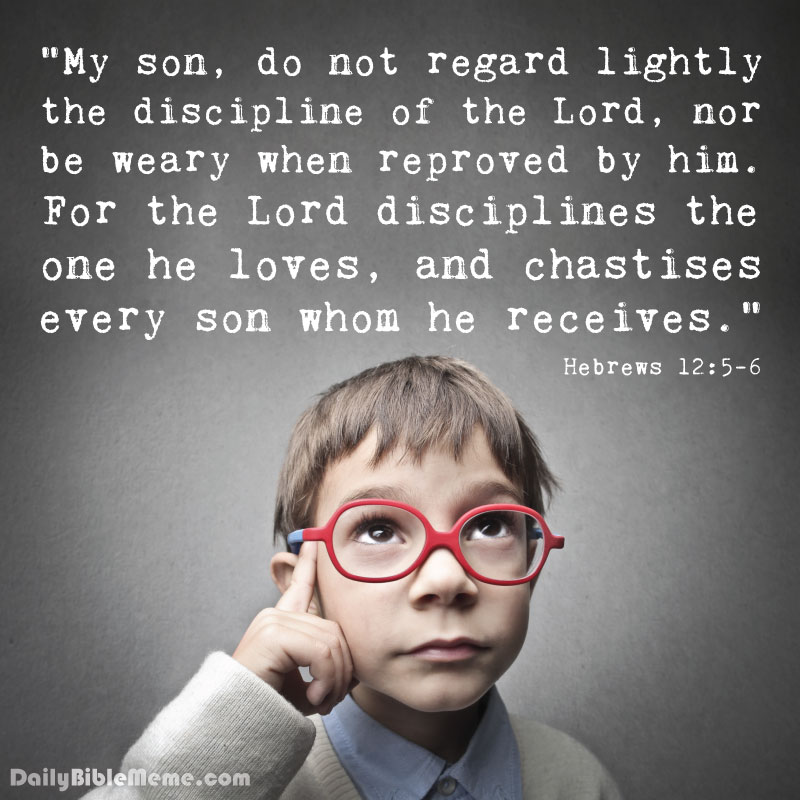 "My son, do not regard lightly
the discipline of the Lord, nor
be weary when reproved by him.
For the Lord disciplines the
one he loves, and chastises
every son whom he receives."
Hebrews 12:5-6
DailyBibleMeme.com